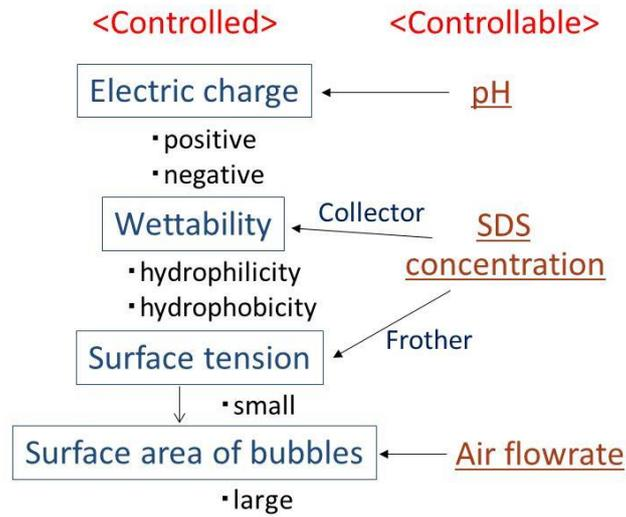 <Controlled>
<Controllable>
Electric charge
pH
・positive
・negative
Wettability
Collector
SDS
concentration
・hydrophilicity
・hydrophobicity
Frother
Surface tension
・small
Surface area of bubbles
Air flowrate
・large